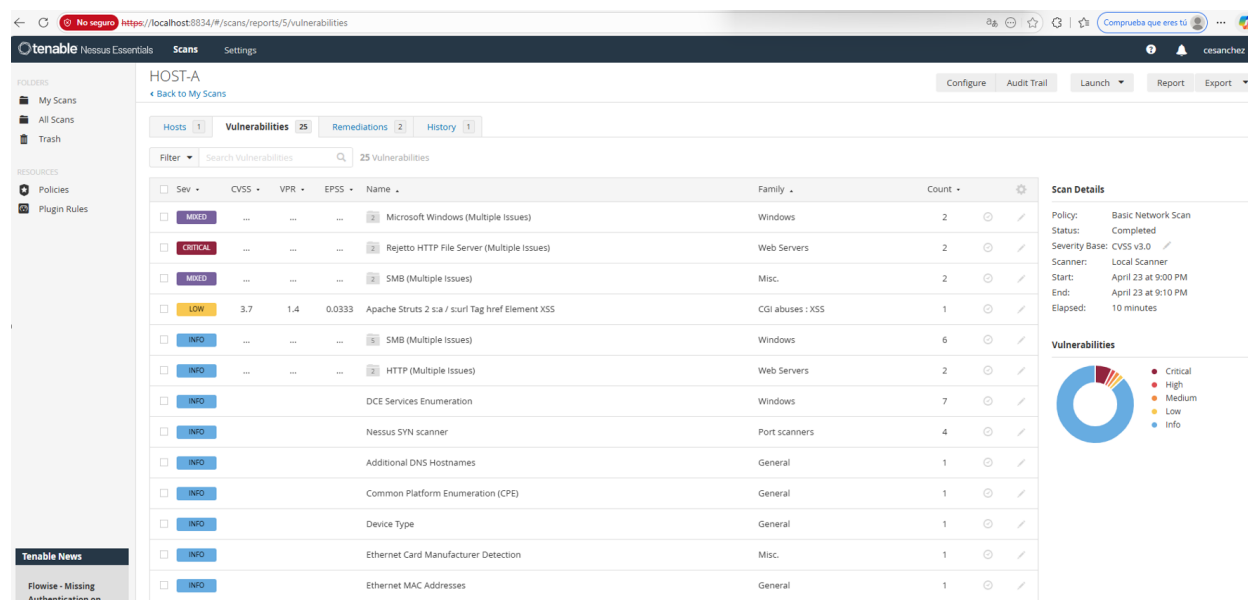 No seguro https://localhost:8834/#/scans/reports/5/vulnerabilities
Comprueba que eres tú
tenable Nessus Essentials Scans Settings
cesanchez
FOLDERS
My Scans
All Scans
Trash
RESOURCES
Policies
Plugin Rules
Tenable News
Flowise - Missing
Authentication on
HOST-A
Back to My Scans
Configure Audit Trail Launch Report Export
Hosts 1 Vulnerabilities 25 Remediations 2 History 1
Filter Search Vulnerabilities 25 Vulnerabilities
Sev CVSS VPR EPSS Name Family Count
MIXED ... ... ... 2 Microsoft Windows (Multiple Issues) Windows 2
CRITICAL ... ... ... 2 Rejetto HTTP File Server (Multiple Issues) Web Servers 2
MIXED ... ... ... 2 SMB (Multiple Issues) Misc. 2
LOW 3.7 1.4 0.0333 Apache Struts 2 s:a / s:url Tag href Element XSS CGI abuses : XSS 1
INFO ... ... ... 5 SMB (Multiple Issues) Windows 6
INFO ... ... ... 2 HTTP (Multiple Issues) Web Servers 2
INFO DCE Services Enumeration Windows 7
INFO Nessus SYN scanner Port scanners 4
INFO Additional DNS Hostnames General 1
INFO Common Platform Enumeration (CPE) General 1
INFO Device Type General 1
INFO Ethernet Card Manufacturer Detection Misc. 1
INFO Ethernet MAC Addresses General 1
Scan Details
Policy: Basic Network Scan
Status: Completed
Severity Base: CVSS v3.0
Scanner: Local Scanner
Start: April 23 at 9:00 PM
End: April 23 at 9:10 PM
Elapsed: 10 minutes
Vulnerabilities
Critical
High
Medium
Low
Info